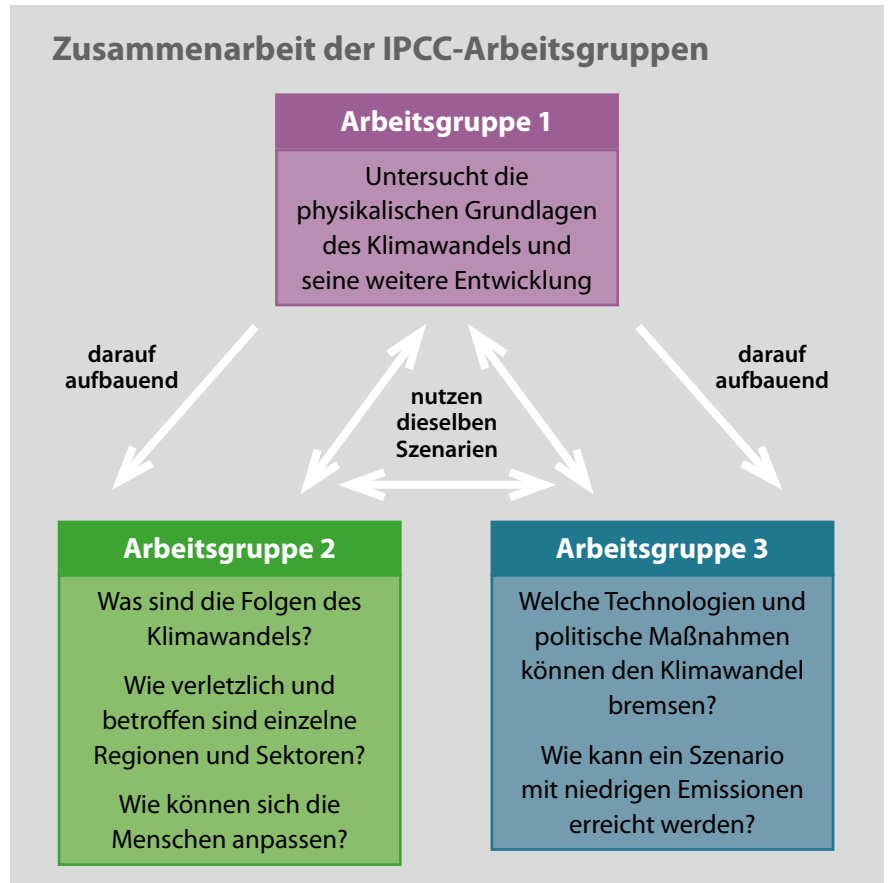 Zusammenarbeit der IPCC-Arbeitsgruppen
Arbeitsgruppe 1
Untersucht die
physikalischen Grundlagen
des Klimawandels und
seine weitere Entwicklung
darauf
aufbauend
nutzen
dieselben
Szenarien
darauf
aufbauend
Arbeitsgruppe 2
Was sind die Folgen des
Klimawandels?
Wie verletzlich und
betroffen sind einzelne
Regionen und Sektoren?
Wie können sich die
Menschen anpassen?
Arbeitsgruppe 3
Welche Technologien und
politische Maßnahmen
können den Klimawandel
bremsen?
Wie kann ein Szenario
mit niedrigen Emissionen
erreicht werden?